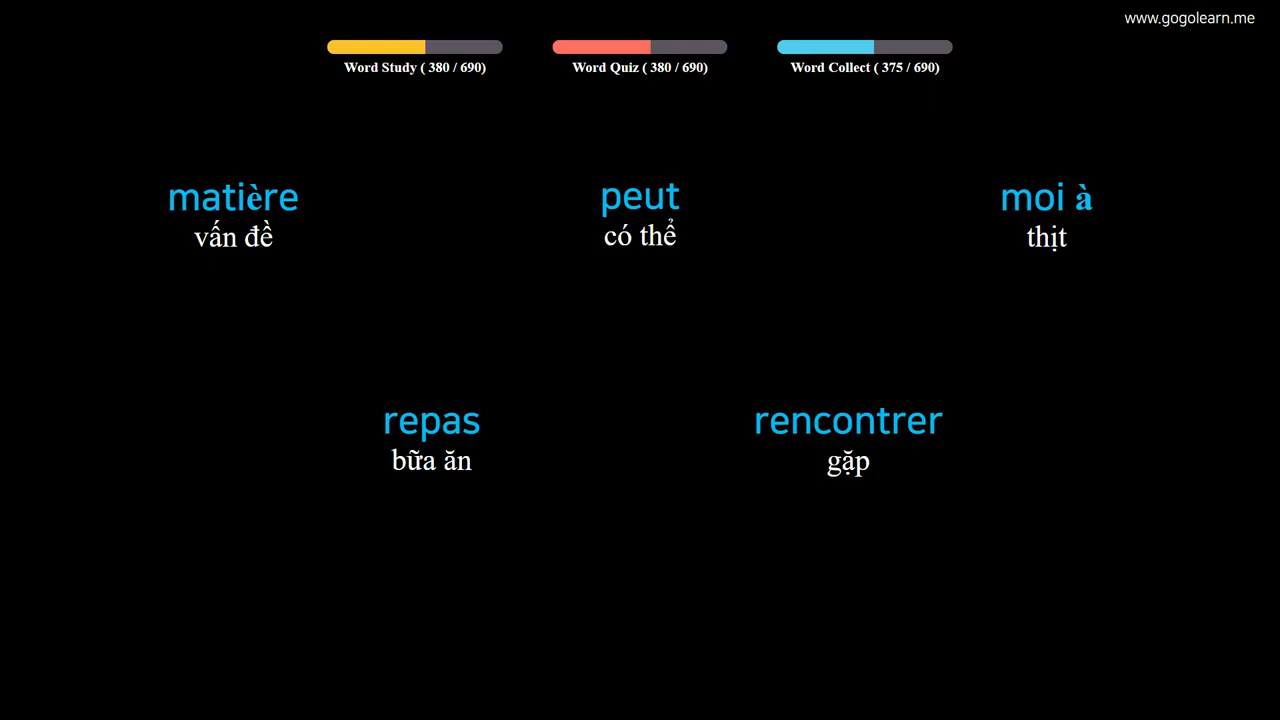 www.gogolearn.me
Word Study ( 380 / 690)
Word Quiz ( 380 / 690)
Word Collect ( 375 / 690)
matière
vấn đề
peut
có thể
moi à
thịt
repas
bữa ăn
rencontrer
gặp